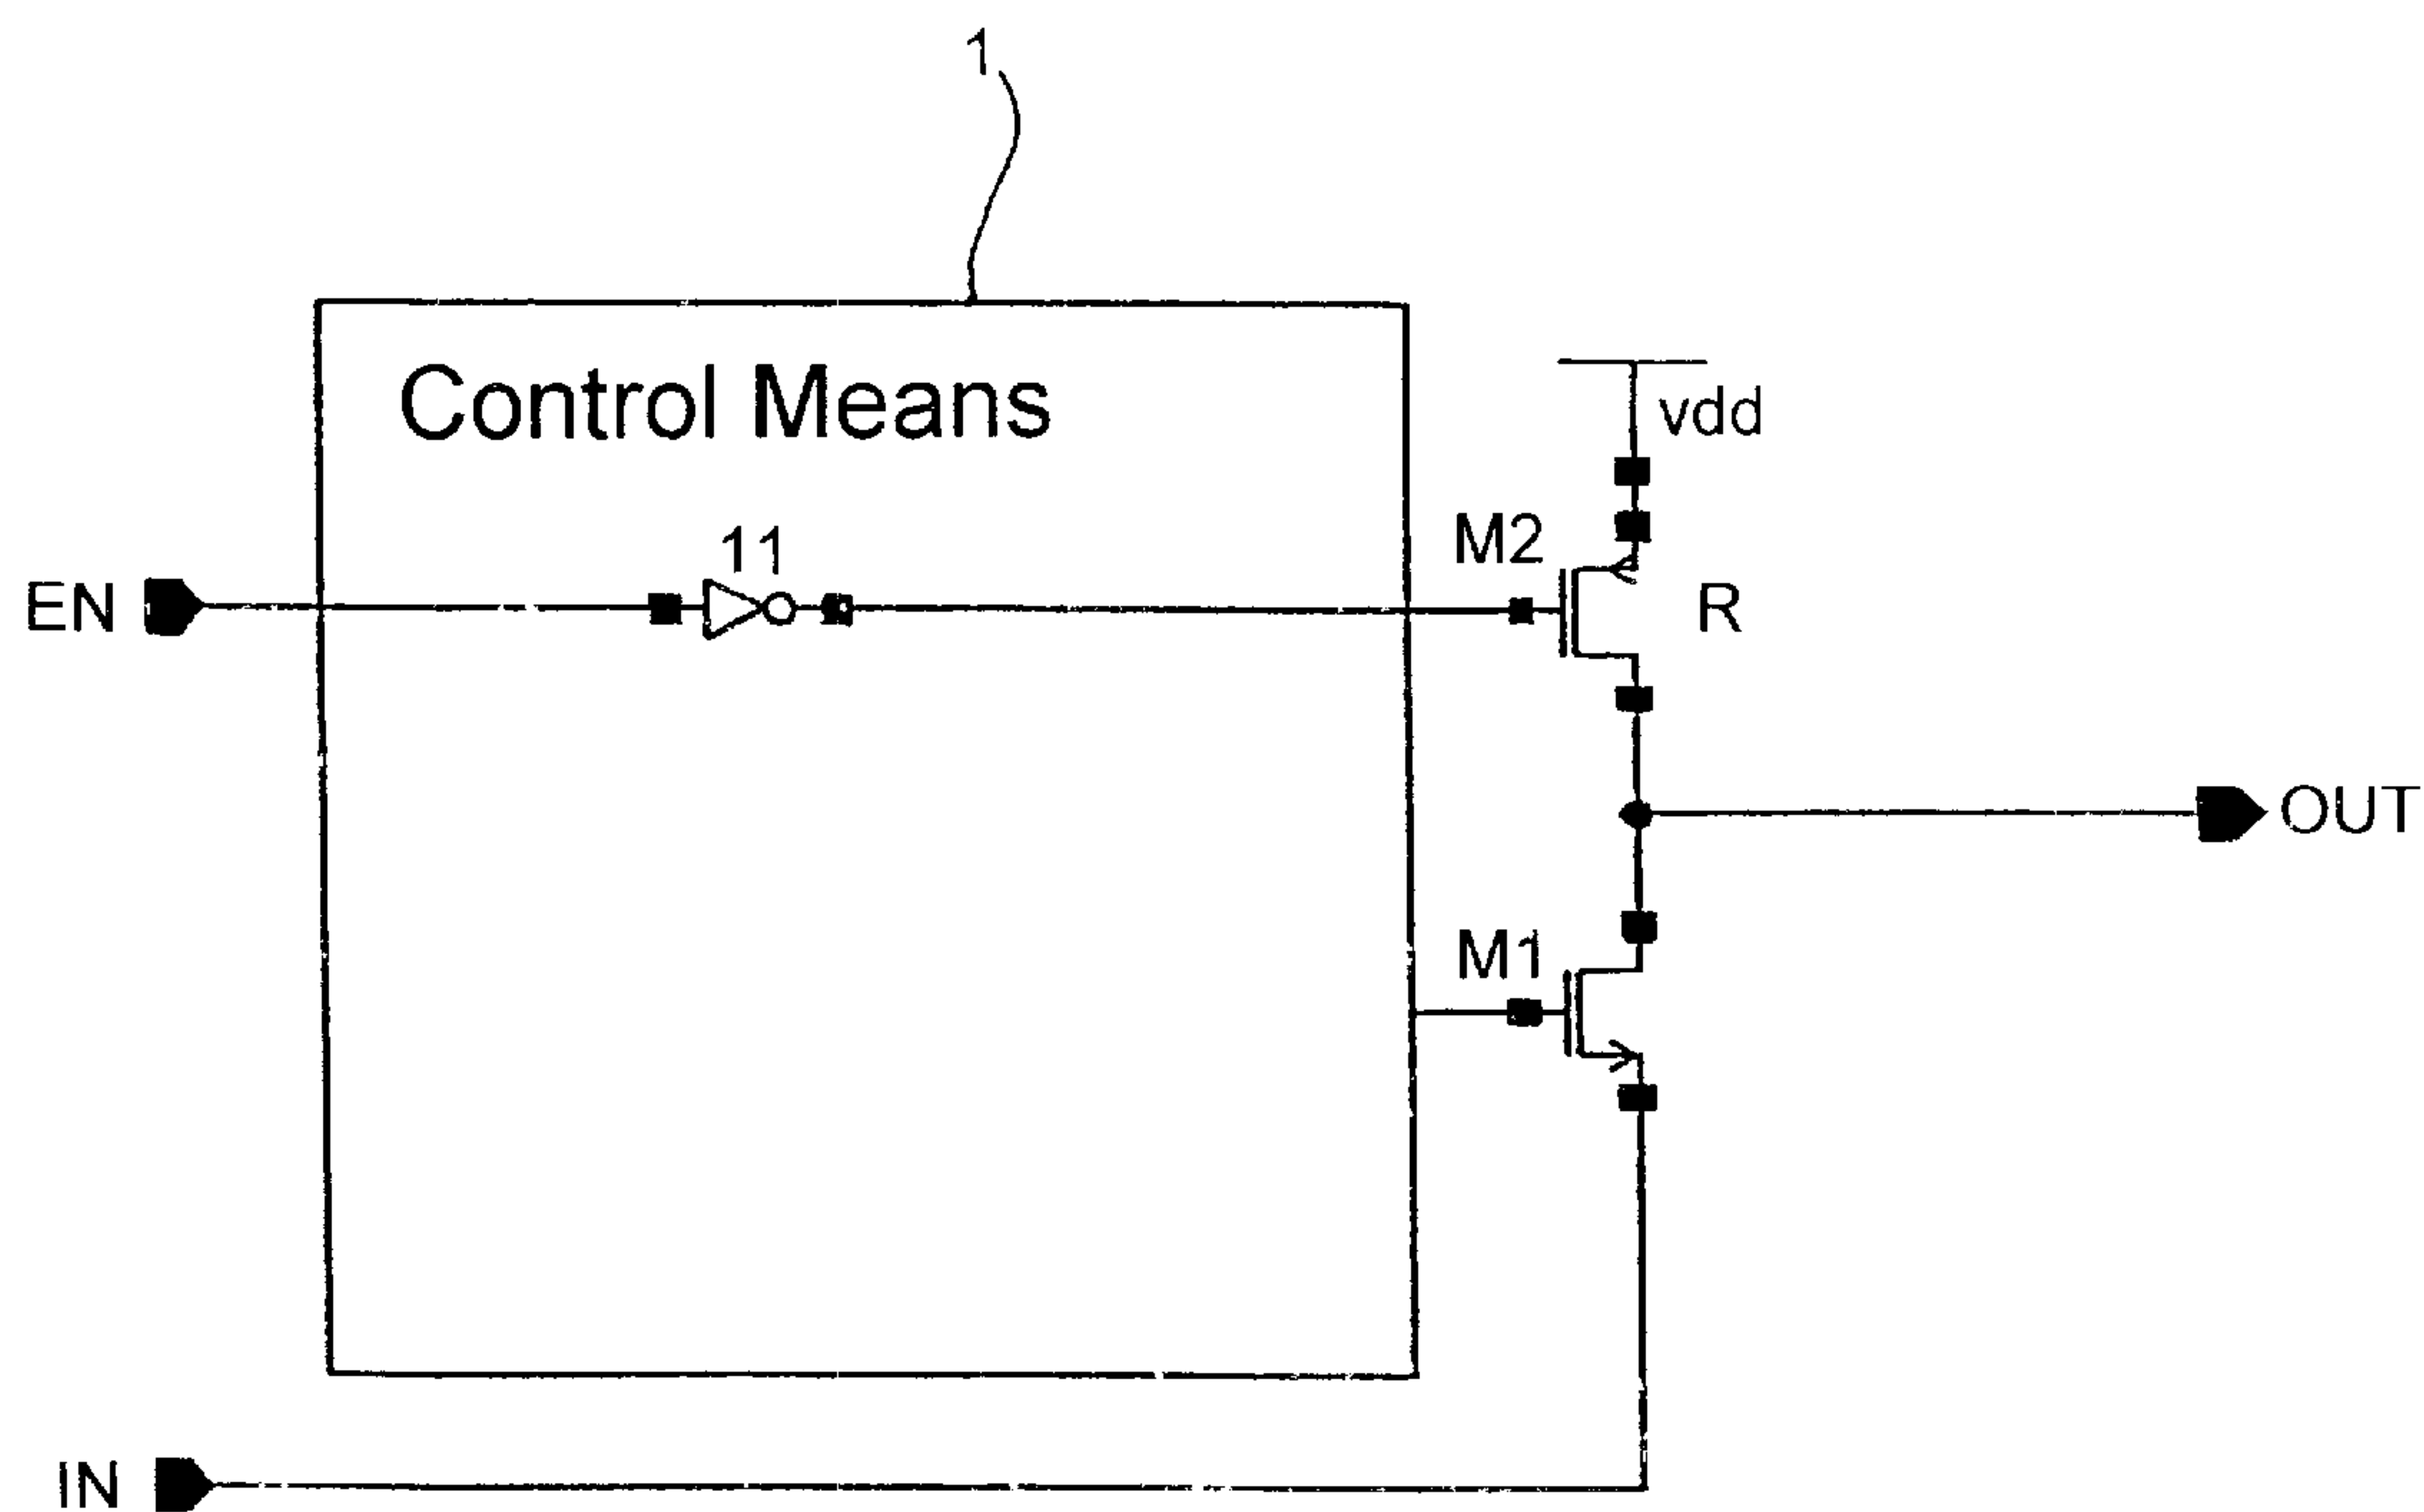 1
Control Means
vdd
M2
11
EN
R
OUT
M1
IN